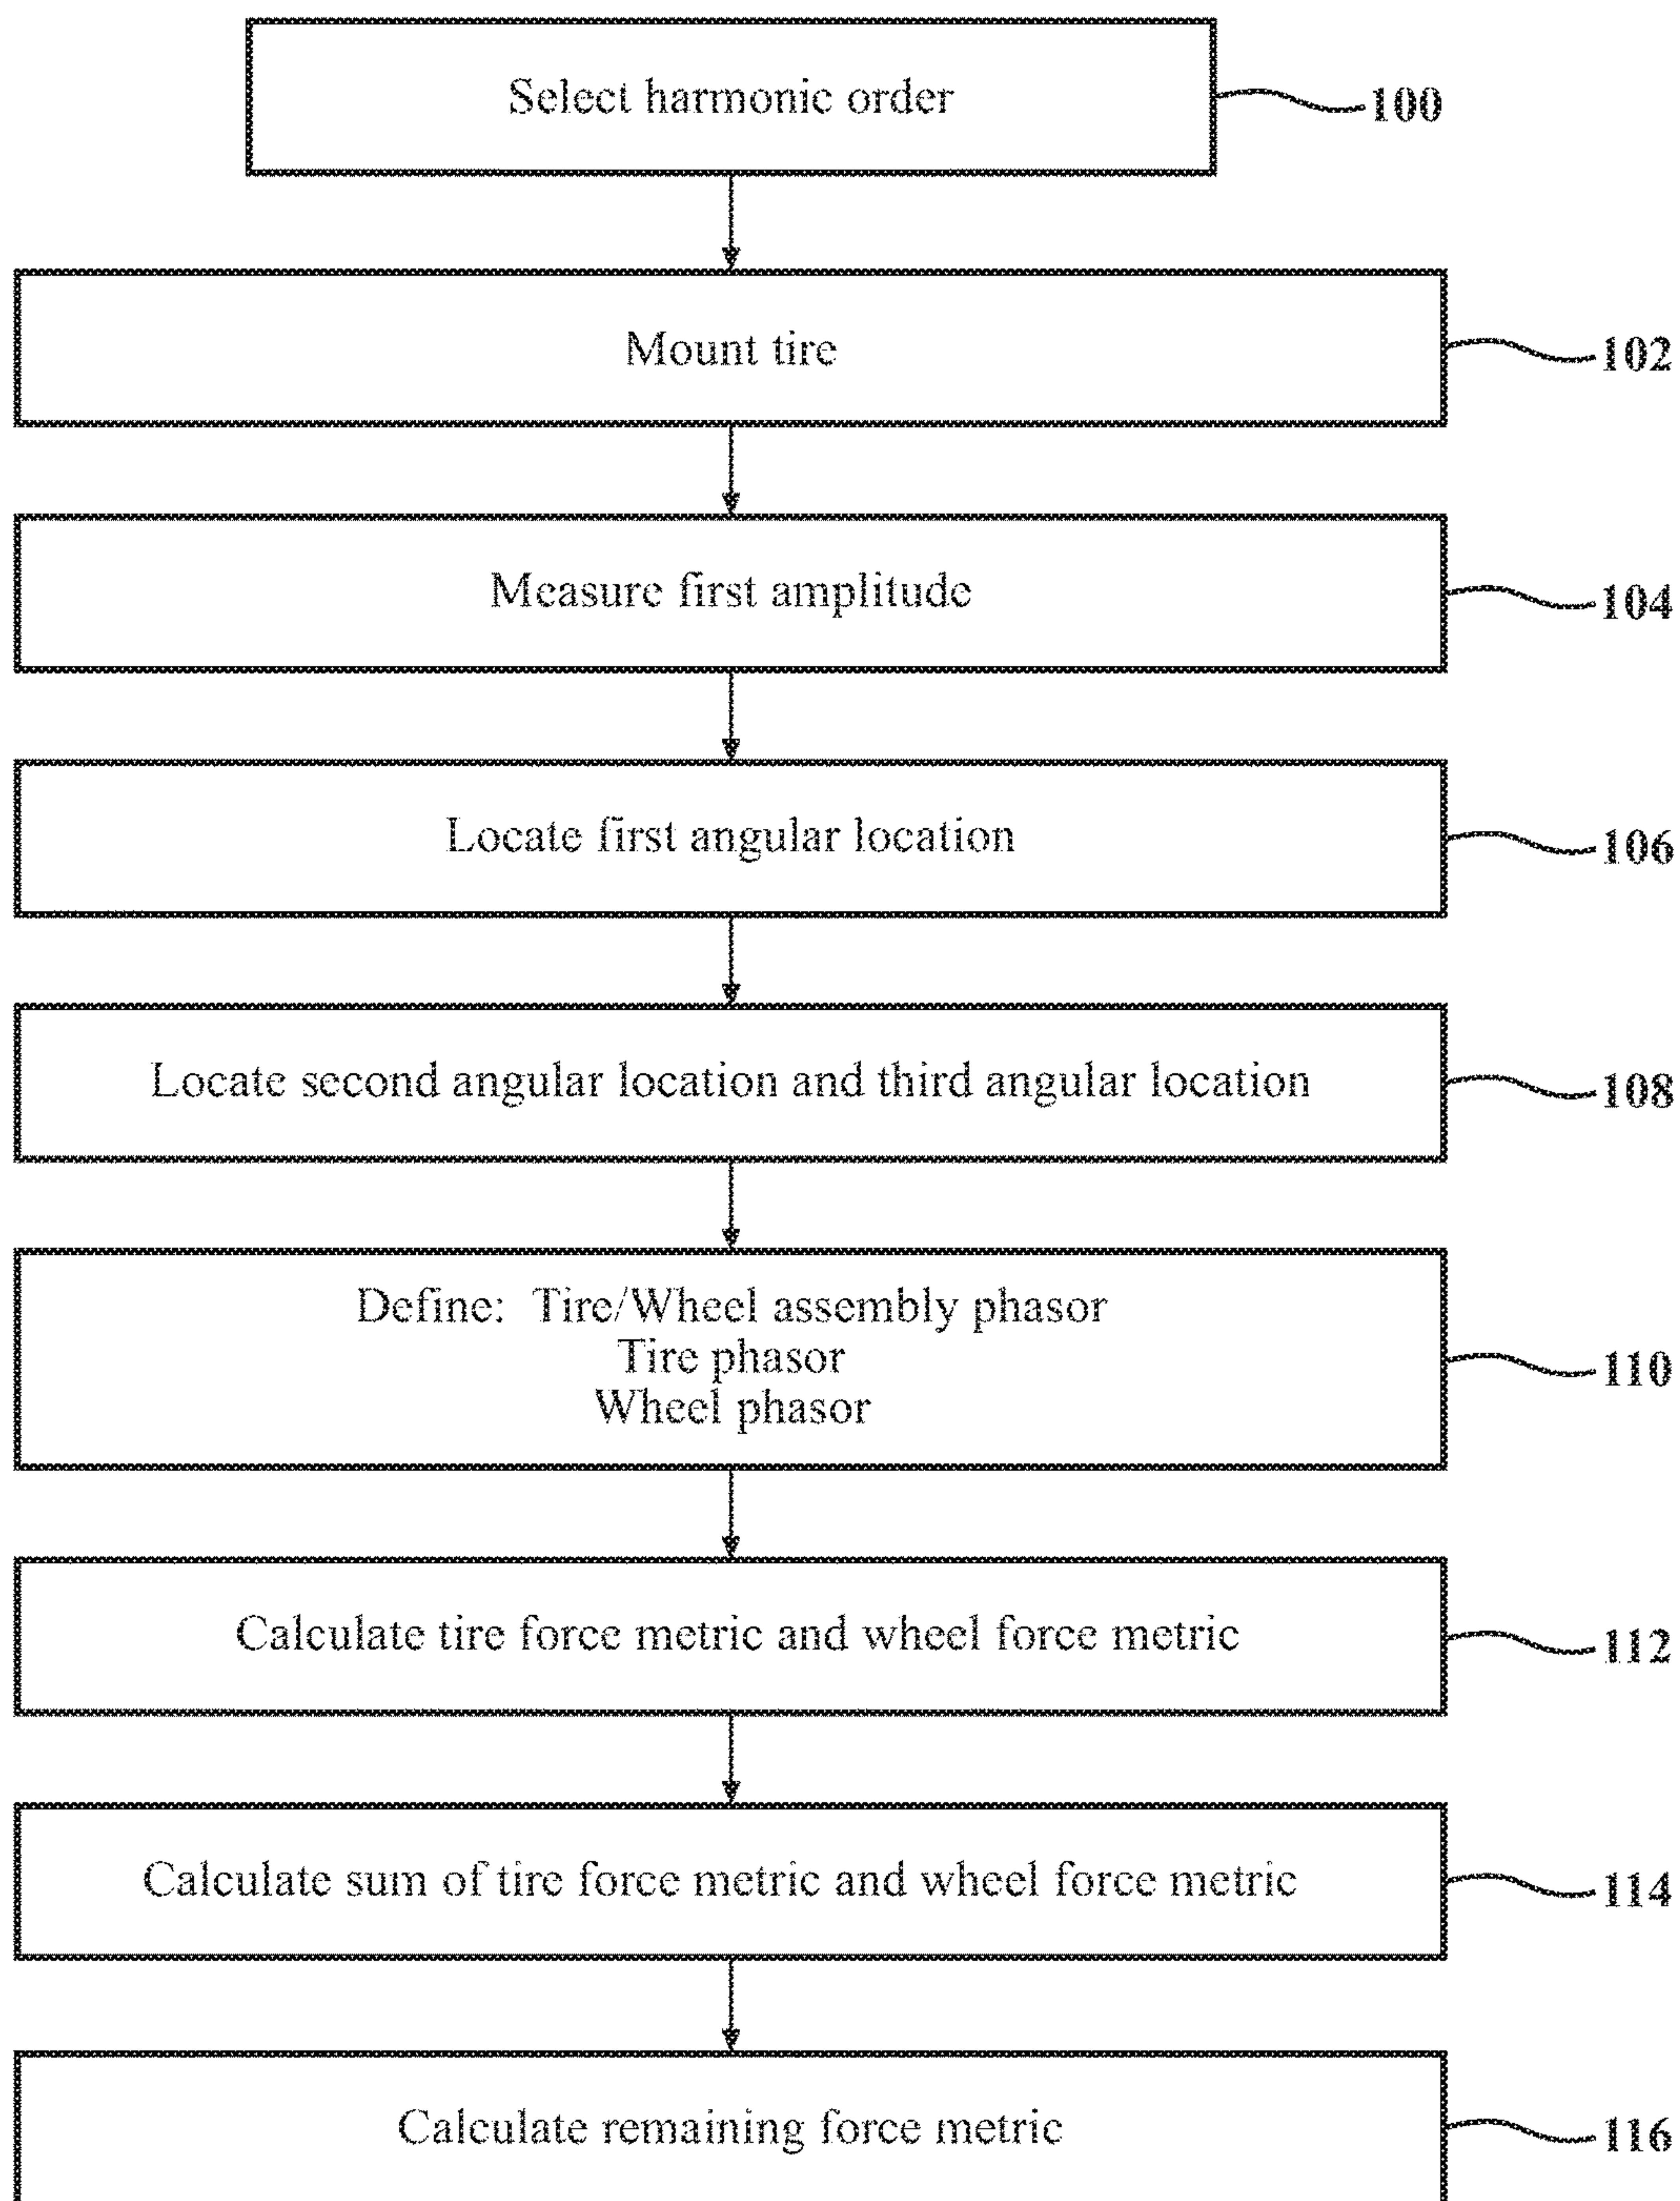 Select harmonic order
100
Mount tire
102
Measure first amplitude
104
Locate first angular location
106
Locate second angular location and third angular location
108
Define: Tire/Wheel assembly phasor
Tire phasor
110
Wheel phasor
Calculate tire force metric and wheel force metric
112
Calculate sum of tire force metric and wheel force metric
114
Calculate remaining force metric
116